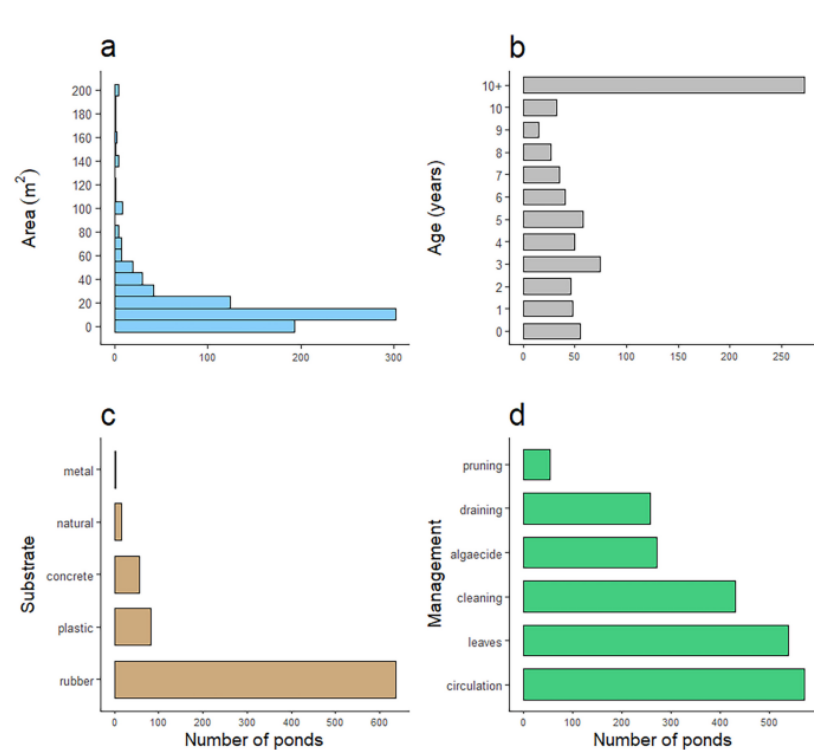 a
Area (m²)
200
180
160
140
120
100
80
60
40
20
0
0 100 200 300
b
Age (years)
10+
10
9
8
7
6
5
4
3
2
1
0
0 50 100 150 200 250
c
Substrate
metal
natural
concrete
plastic
rubber
0 100 200 300 400 500 600
Number of ponds
d
Management
pruning
draining
algaecide
cleaning
leaves
circulation
0 100 200 300 400 500
Number of ponds